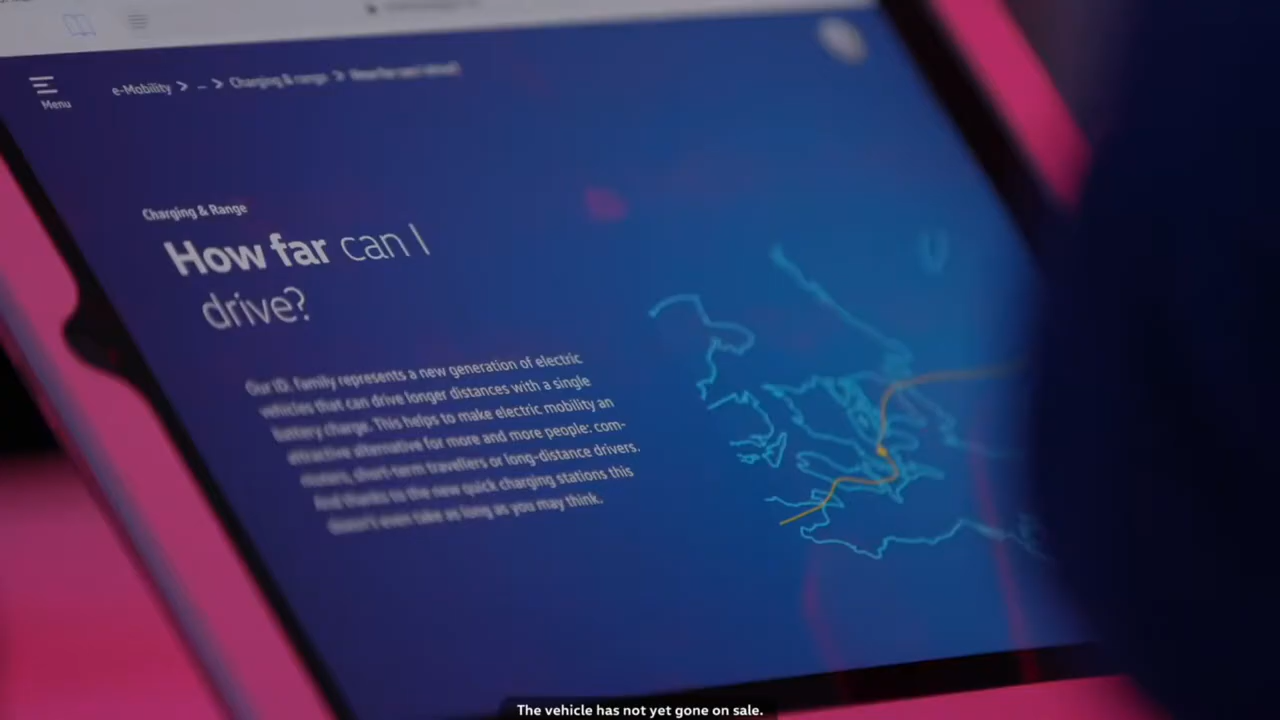 Menu
e-Mobility > ... > Charging & range > How far can I drive?
Charging & Range
How far can I
drive?
Our ID. family represents a new generation of electric
vehicles that can drive longer distances with a single
battery charge. This helps to make electric mobility an
attractive alternative for more and more people: com-
muters, short-term travellers or long-distance drivers.
And thanks to the new quick charging stations this
doesn't even take as long as you may think.
The vehicle has not yet gone on sale.